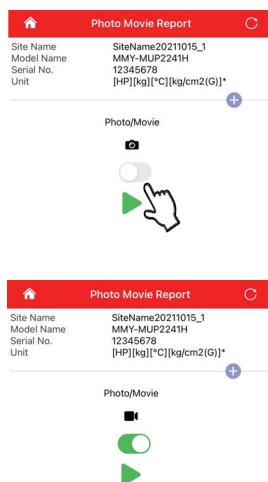 Photo Movie Report
Site Name SiteName20211015_1
Model Name MMY-MUP2241H
Serial No. 12345678
Unit [HP][kg][°C][kg/cm2(G)]*
Photo/Movie
Photo Movie Report
Site Name SiteName20211015_1
Model Name MMY-MUP2241H
Serial No. 12345678
Unit [HP][kg][°C][kg/cm2(G)]*
Photo/Movie